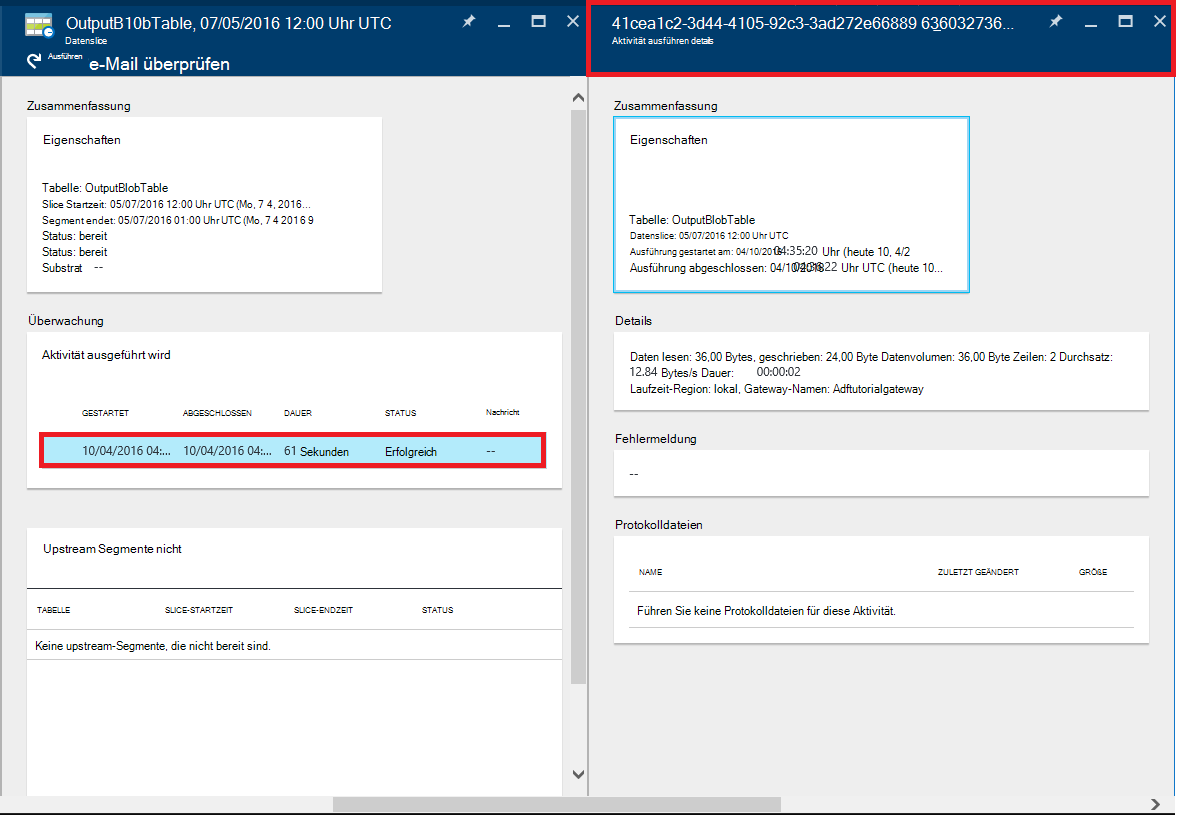 OutputB10bTable, 07/05/2016 12:00 Uhr UTC
Datenslice
Ausführen e-Mail überprüfen
Zusammenfassung
Eigenschaften
Tabelle: OutputBlobTable
Slice Startzeit: 05/07/2016 12:00 Uhr UTC (Mo, 7 4, 2016...
Segment endet: 05/07/2016 01:00 Uhr UTC (Mo, 7 4 2016 9
Status: bereit
Status: bereit
Substrat --
Überwachung
Aktivität ausgeführt wird
GESTARTET ABGESCHLOSSEN DAUER STATUS Nachricht
10/04/2016 04:... 10/04/2016 04:... 61 Sekunden Erfolgreich --
Upstream Segmente nicht
TABELLE SLICE-STARTZEIT SLICE-ENDZEIT STATUS
Keine upstream-Segmente, die nicht bereit sind.
41cea1c2-3d44-4105-92c3-3ad272e66889 636032736...
Aktivität ausführen details
Zusammenfassung
Eigenschaften
Tabelle: OutputBlobTable
Datenslice: 05/07/2016 12:00 Uhr UTC
Ausführung gestartet am: 04/10/2016 04:35:20 Uhr (heute 10, 4/2
Ausführung abgeschlossen: Uhr UTC (heute 10...
Details
Daten lesen: 36,00 Bytes, geschrieben: 24,00 Byte Datenvolumen: 36,00 Byte Zeilen: 2 Durchsatz:
12.84 Bytes/s Dauer: 00:00:02
Laufzeit-Region: lokal, Gateway-Namen: Adftutorialgateway
Fehlermeldung
--
Protokolldateien
NAME ZULETZT GEÄNDERT GRÖßE
Führen Sie keine Protokolldateien für diese Aktivität.